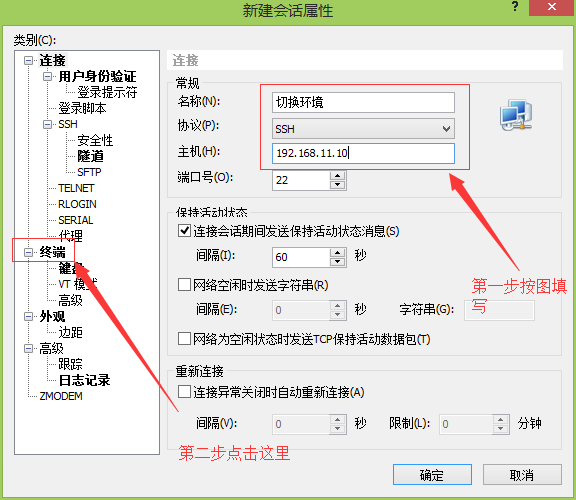 新建会话属性
?
类别(C):
连接
用户身份验证
登录提示符
登录脚本
SSH
安全性
隧道
SFTP
TELNET
RLOGIN
SERIAL
代理
终端
键盘
VT 模式
高级
外观
边距
高级
跟踪
日志记录
ZMODEM
连接
常规
名称(N):
切换环境
协议(P):
SSH
主机(H):
192.168.11.10
端口号(O):
22
保持活动状态
连接会话期间发送保持活动状态消息(S)
间隔(I):
60
秒
网络空闲时发送字符串(R)
间隔(E):
0
秒
字符串(G):
网络为空闲状态时发送TCP保持活动数据包(T)
重新连接
连接异常关闭时自动重新连接(A)
间隔(V):
0
秒
限制(L):
0
分钟
第一步按图填
写
第二步点击这里
确定
取消